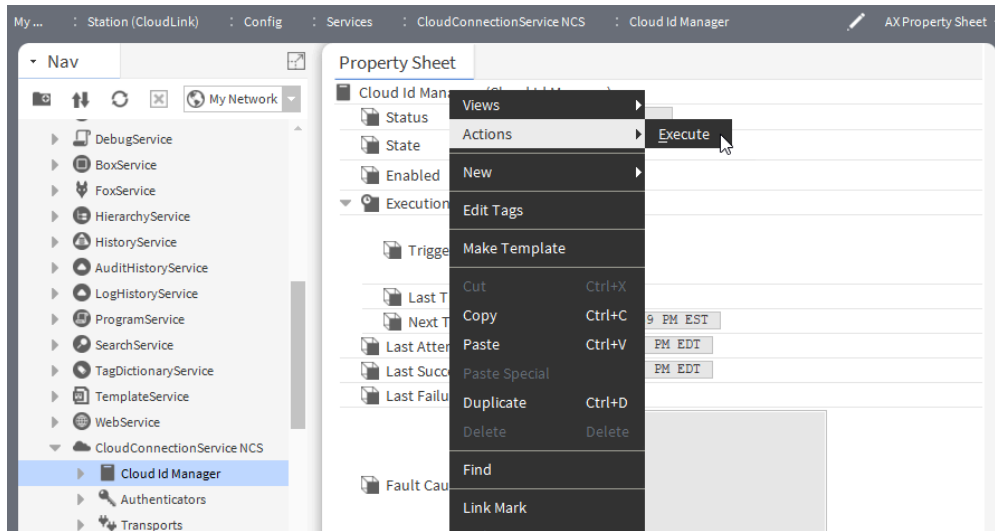 My ... : Station (CloudLink) : Config : Services : CloudConnectionService NCS : Cloud Id Manager AX Property Sheet
Nav
My Network
DebugService
BoxService
FoxService
HierarchyService
HistoryService
AuditHistoryService
LogHistoryService
ProgramService
SearchService
TagDictionaryService
TemplateService
WebService
CloudConnectionService NCS
Cloud Id Manager
Authenticators
Transports
Property Sheet
Cloud Id
Status
State
Enabled
Execution
Trigge
Last T
Next T
9 PM EST
Last Atter
PM EDT
Last Succ
PM EDT
Last Failu
Fault Cau
Views
Actions
Execute
New
Edit Tags
Make Template
Cut Ctrl+X
Copy Ctrl+C
Paste Ctrl+V
Paste Special
Duplicate Ctrl+D
Delete Delete
Find
Link Mark